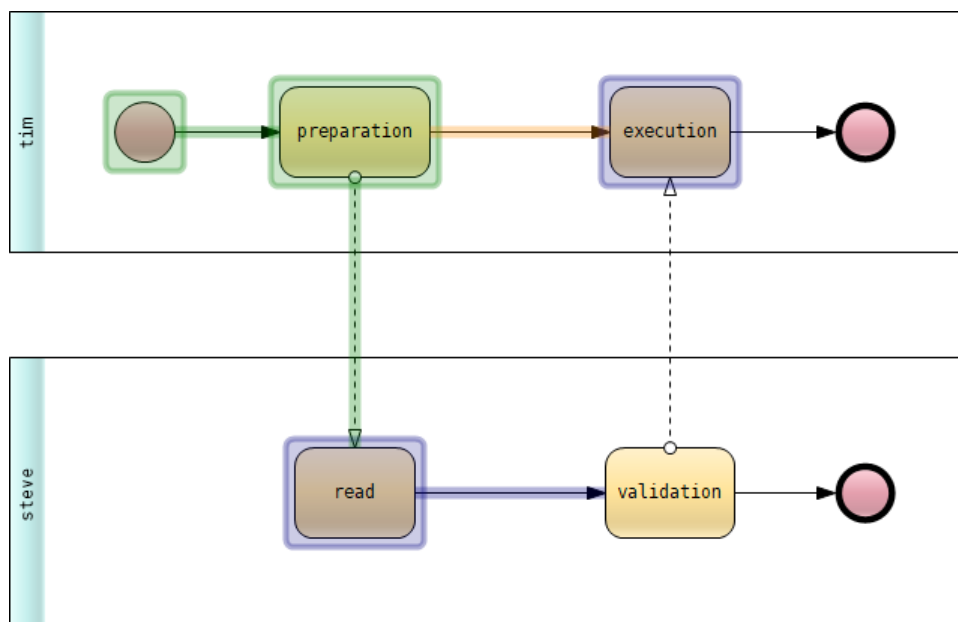 tim
preparation
execution
steve
read
validation